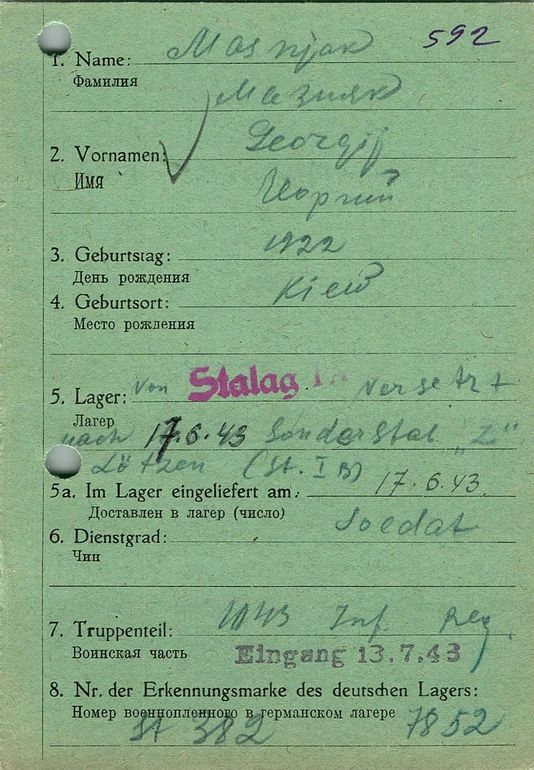 592
1. Name: Masnjak
Фамилия Мазняк
2. Vornamen: Georgij
Имя
3. Geburtstag: 1922
День рождения
4. Geburtsort: Kiew
Место рождения
5. Lager: von Stalag Versetzt
Лагер
nach 17.6.43 Sonderstal "Z"
Lötzen (St. I B)
5a. Im Lager eingeliefert am: 17.6.43.
Доставлен в лагер (число)
6. Dienstgrad: Soldat
Чин
7. Truppenteil: 1043 Inf Reg.
Воинская часть Eingang 13.7.43
8. Nr. der Erkennungsmarke des deutschen Lagers:
Номер военнопленного в германском лагере
St 382 7852